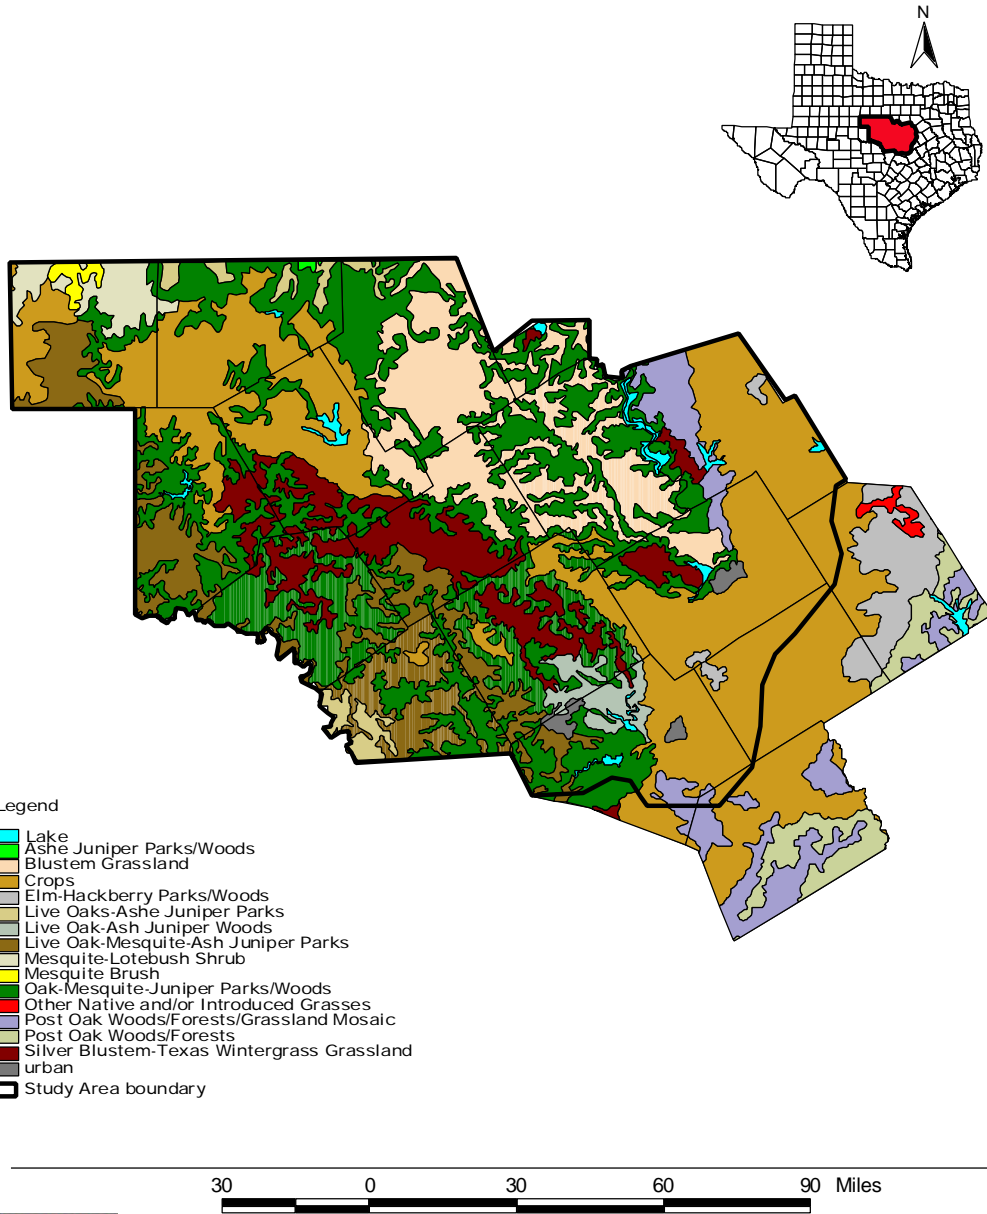 N
Legend
Lake
Ashe Juniper Parks/Woods
Blustem Grassland
Crops
Elm-Hackberry Parks/Woods
Live Oaks-Ashe Juniper Parks
Live Oak-Ash Juniper Woods
Live Oak-Mesquite-Ash Juniper Parks
Mesquite-Lotebush Shrub
Mesquite Brush
Oak-Mesquite-Juniper Parks/Woods
Other Native and/or Introduced Grasses
Post Oak Woods/Forests/Grassland Mosaic
Post Oak Woods/Forests
Silver Blustem-Texas Wintergrass Grassland
urban
Study Area boundary
30 0 30 60 90 Miles